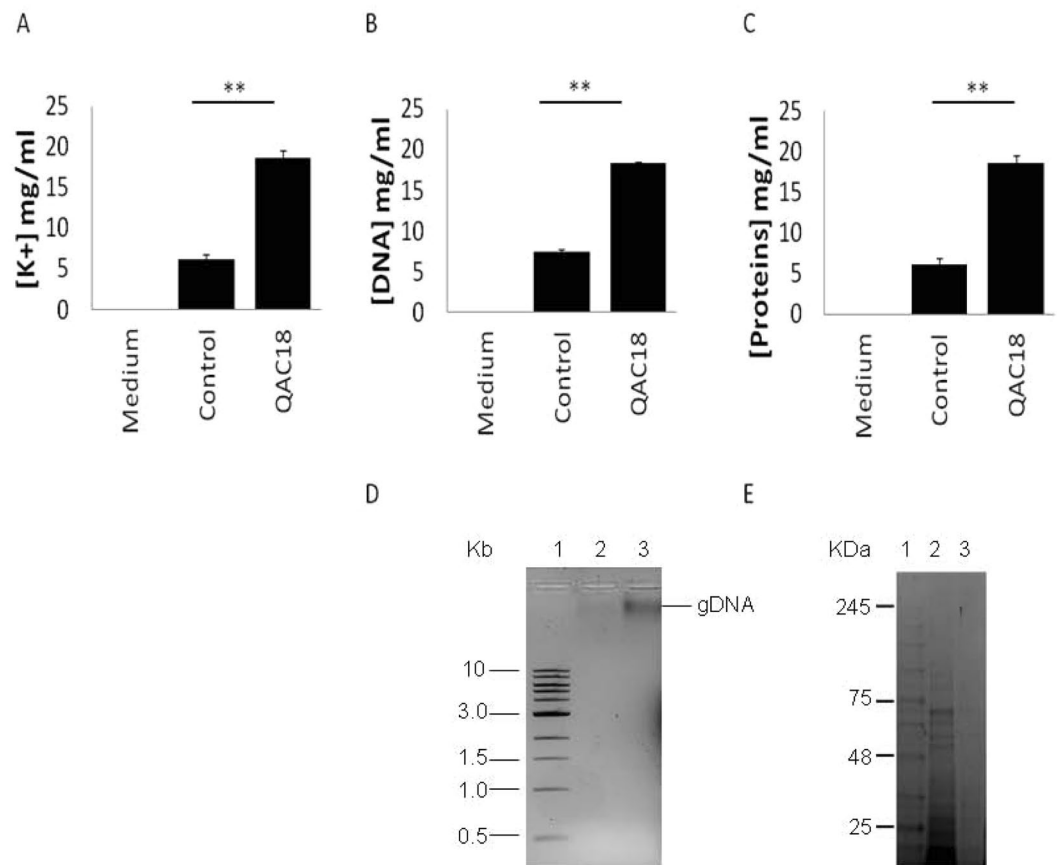 A
**
[K+] mg/ml
25
20
15
10
5
0
Medium
Control
QAC18
B
**
[DNA] mg/ml
25
20
15
10
5
0
Medium
Control
QAC18
C
**
[Proteins] mg/ml
25
20
15
10
5
0
Medium
Control
QAC18
D
Kb 1 2 3
gDNA
10
3.0
1.5
1.0
0.5
E
KDa 1 2 3
245
75
48
25